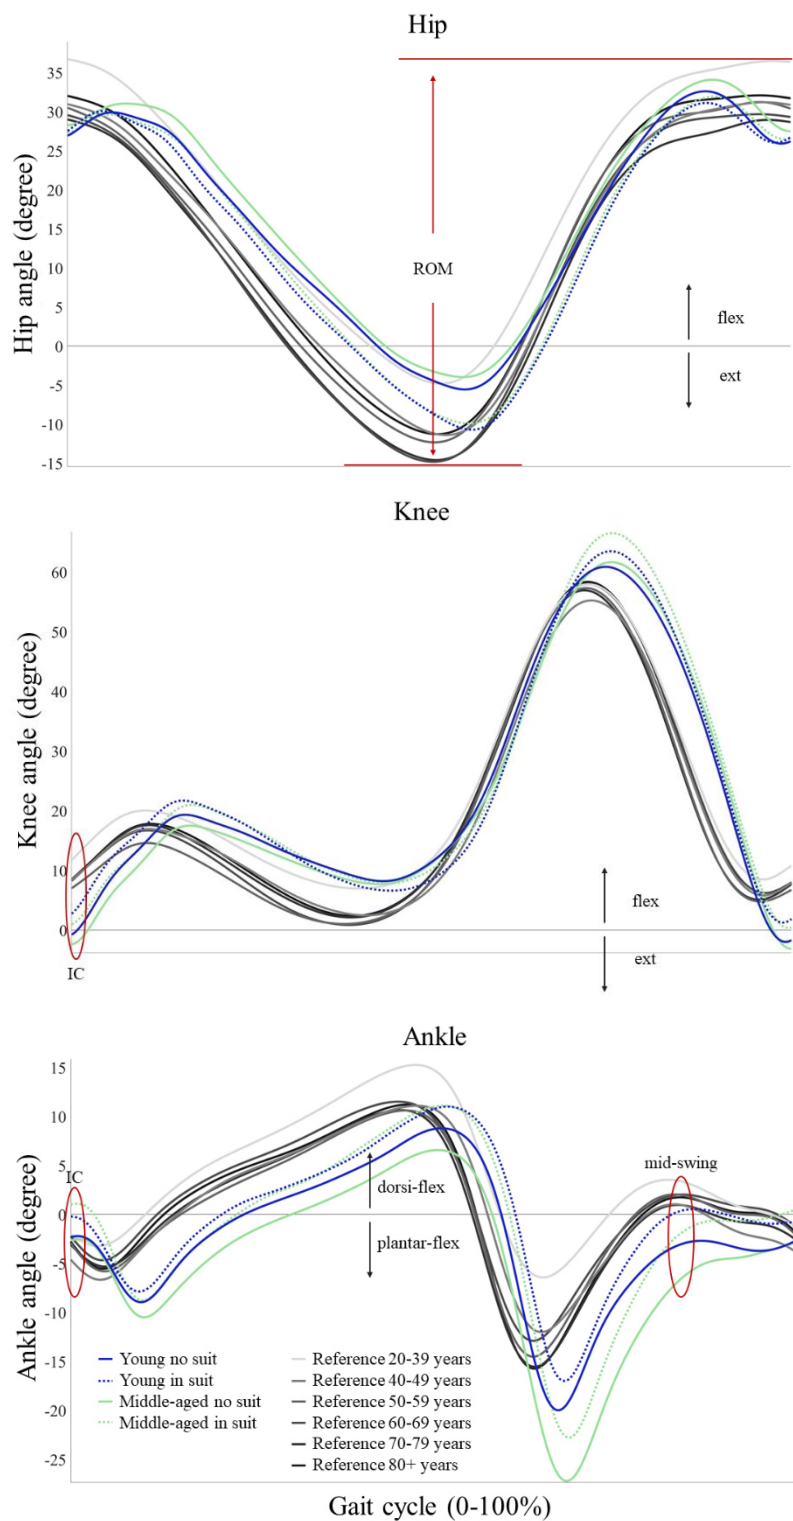 Hip
Hip angle (degree)
35
30
25
20
15
10
5
0
-5
-10
-15
ROM
flex
ext
Knee
Knee angle (degree)
60
50
40
30
20
10
0
IC
flex
ext
Ankle
Ankle angle (degree)
15
10
5
0
-5
-10
-15
-20
-25
IC
mid-swing
dorsi-flex
plantar-flex
Young no suit
Young in suit
Middle-aged no suit
Middle-aged in suit
Reference 20-39 years
Reference 40-49 years
Reference 50-59 years
Reference 60-69 years
Reference 70-79 years
Reference 80+ years
Gait cycle (0-100%)